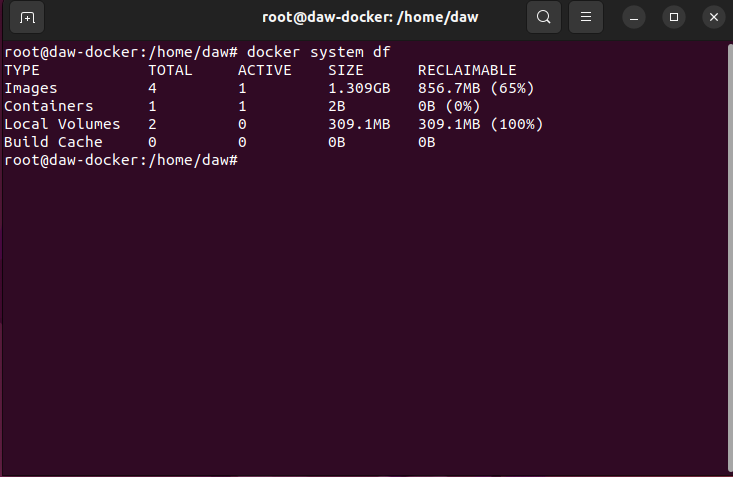 root@daw-docker: /home/daw
root@daw-docker:/home/daw# docker system df
TYPE TOTAL ACTIVE SIZE RECLAIMABLE
Images 4 1 1.309GB 856.7MB (65%)
Containers 1 1 2B 0B (0%)
Local Volumes 2 0 309.1MB 309.1MB (100%)
Build Cache 0 0 0B 0B
root@daw-docker:/home/daw#